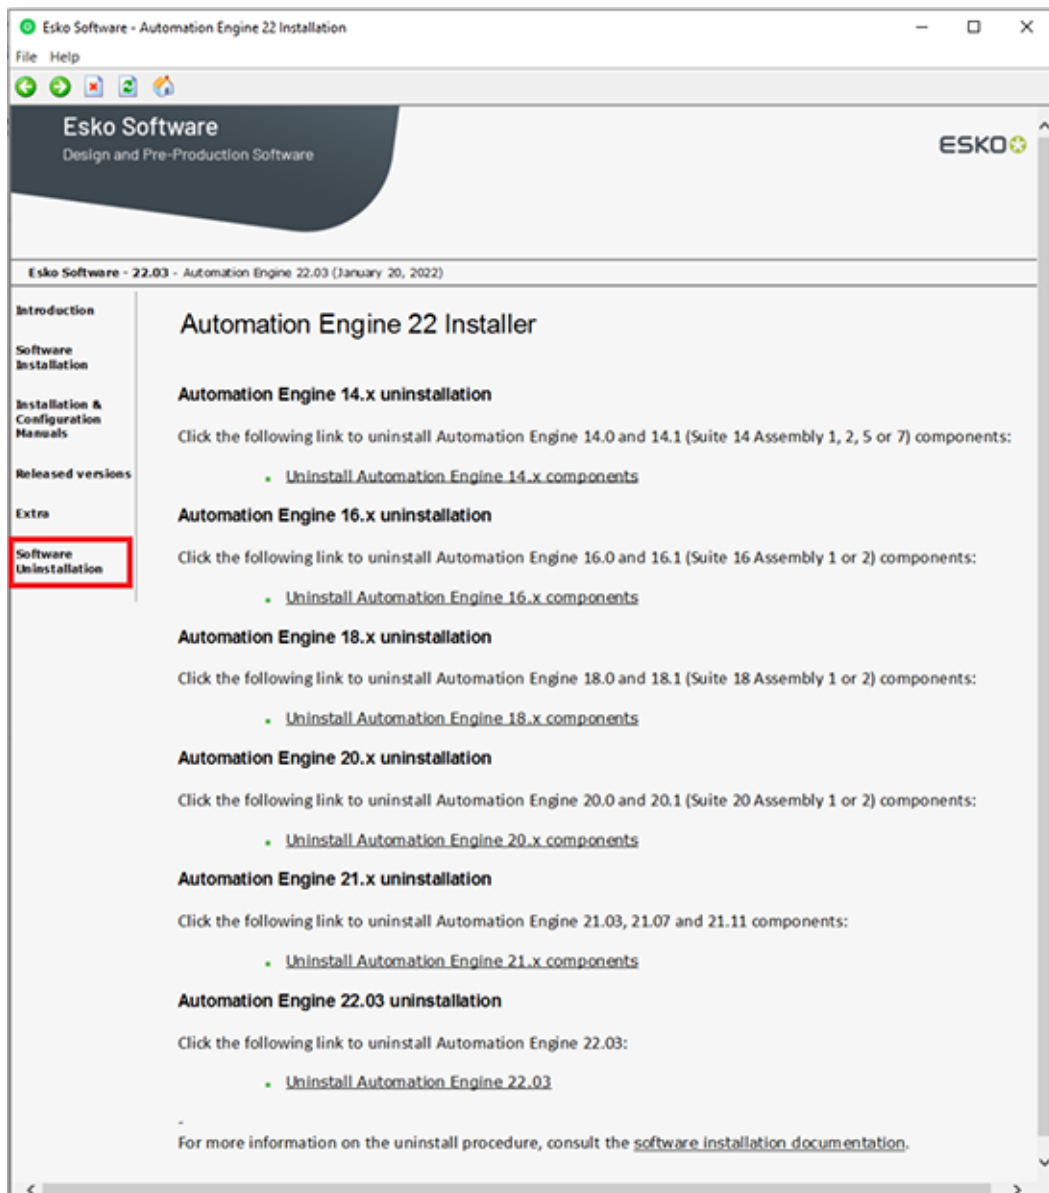 Esko Software - Automation Engine 22 Installation
File Help
Esko Software
Design and Pre-Production Software
ESKO
Esko Software - 22.03 - Automation Engine 22.03 (January 20, 2022)
Introduction
Software
Installation
Installation &
Configuration
Manuals
Released versions
Extra
Software
Uninstallation
Automation Engine 22 Installer
Automation Engine 14.x uninstallation
Click the following link to uninstall Automation Engine 14.0 and 14.1 (Suite 14 Assembly 1, 2, 5 or 7) components:
Uninstall Automation Engine 14.x components
Automation Engine 16.x uninstallation
Click the following link to uninstall Automation Engine 16.0 and 16.1 (Suite 16 Assembly 1 or 2) components:
Uninstall Automation Engine 16.x components
Automation Engine 18.x uninstallation
Click the following link to uninstall Automation Engine 18.0 and 18.1 (Suite 18 Assembly 1 or 2) components:
Uninstall Automation Engine 18.x components
Automation Engine 20.x uninstallation
Click the following link to uninstall Automation Engine 20.0 and 20.1 (Suite 20 Assembly 1 or 2) components:
Uninstall Automation Engine 20.x components
Automation Engine 21.x uninstallation
Click the following link to uninstall Automation Engine 21.03, 21.07 and 21.11 components:
Uninstall Automation Engine 21.x components
Automation Engine 22.03 uninstallation
Click the following link to uninstall Automation Engine 22.03:
Uninstall Automation Engine 22.03
-
For more information on the uninstall procedure, consult the software installation documentation.